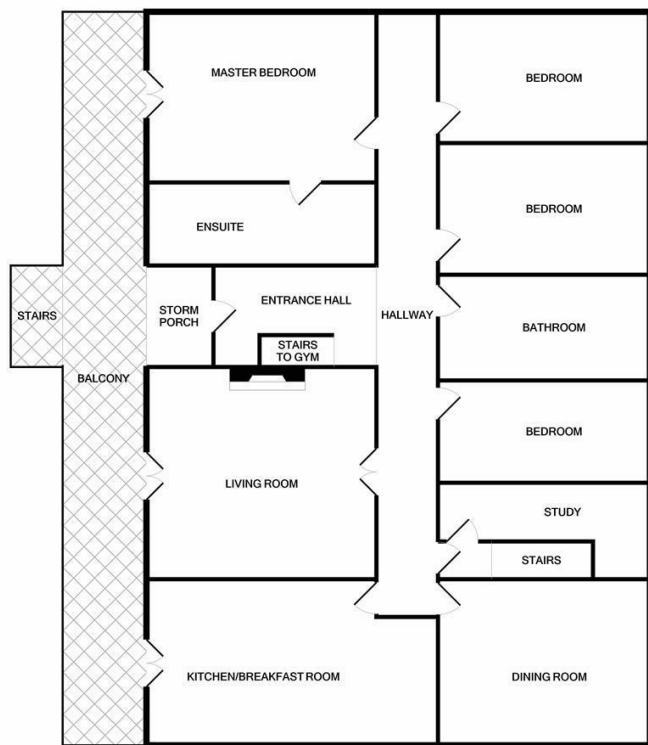 MASTER BEDROOM
BEDROOM
BEDROOM
ENSUITE
ENTRANCE HALL
STORM
PORCH
STAIRS
HALLWAY
BATHROOM
STAIRS
TO GYM
BALCONY
BEDROOM
LIVING ROOM
STUDY
STAIRS
KITCHEN/BREAKFAST ROOM
DINING ROOM